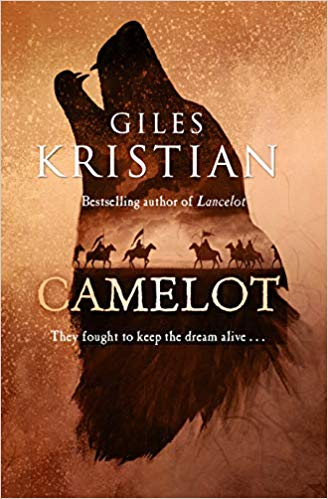 GILES
KRISTIAN
Bestselling author of Lancelot
CAMELOT
They fought to keep the dream alive . . .